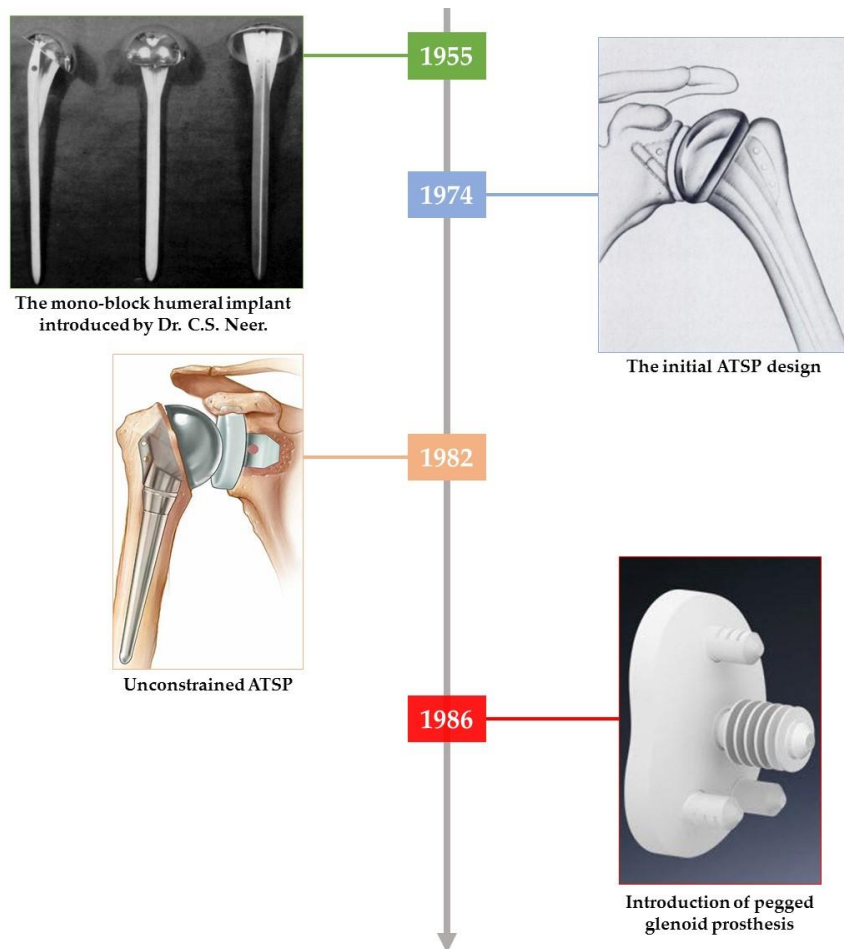 1955
The mono-block humeral implant
introduced by Dr. C.S. Neer.
1974
The initial ATSP design
1982
Unconstrained ATSP
1986
Introduction of pegged
glenoid prosthesis